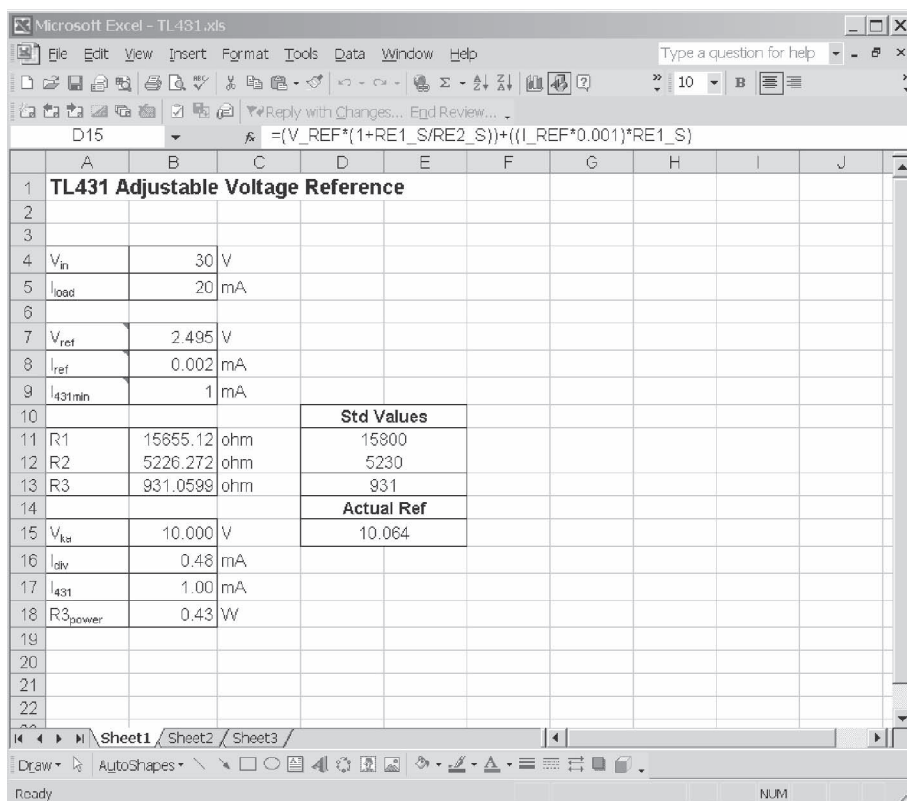 Microsoft Excel - TL431.xls
File Edit View Insert Format Tools Data Window Help Type a question for help
10 B
Reply with Changes... End Review...
D15 fx =(V_REF*(1+RE1_S/RE2_S))+((I_REF*0.001)*RE1_S)
A B C D E F G H I J
1 TL431 Adjustable Voltage Reference
2
3
4 Vin 30 V
5 Iload 20 mA
6
7 Vref 2.495 V
8 Iref 0.002 mA
9 I431min 1 mA
10 Std Values
11 R1 15655.12 ohm 15800
12 R2 5226.272 ohm 5230
13 R3 931.0599 ohm 931
14 Actual Ref
15 Vka 10.000 V 10.064
16 Idiv 0.48 mA
17 I431 1.00 mA
18 R3power 0.43 W
19
20
21
22
Sheet1 Sheet2 Sheet3
Draw AutoShapes
Ready NUM